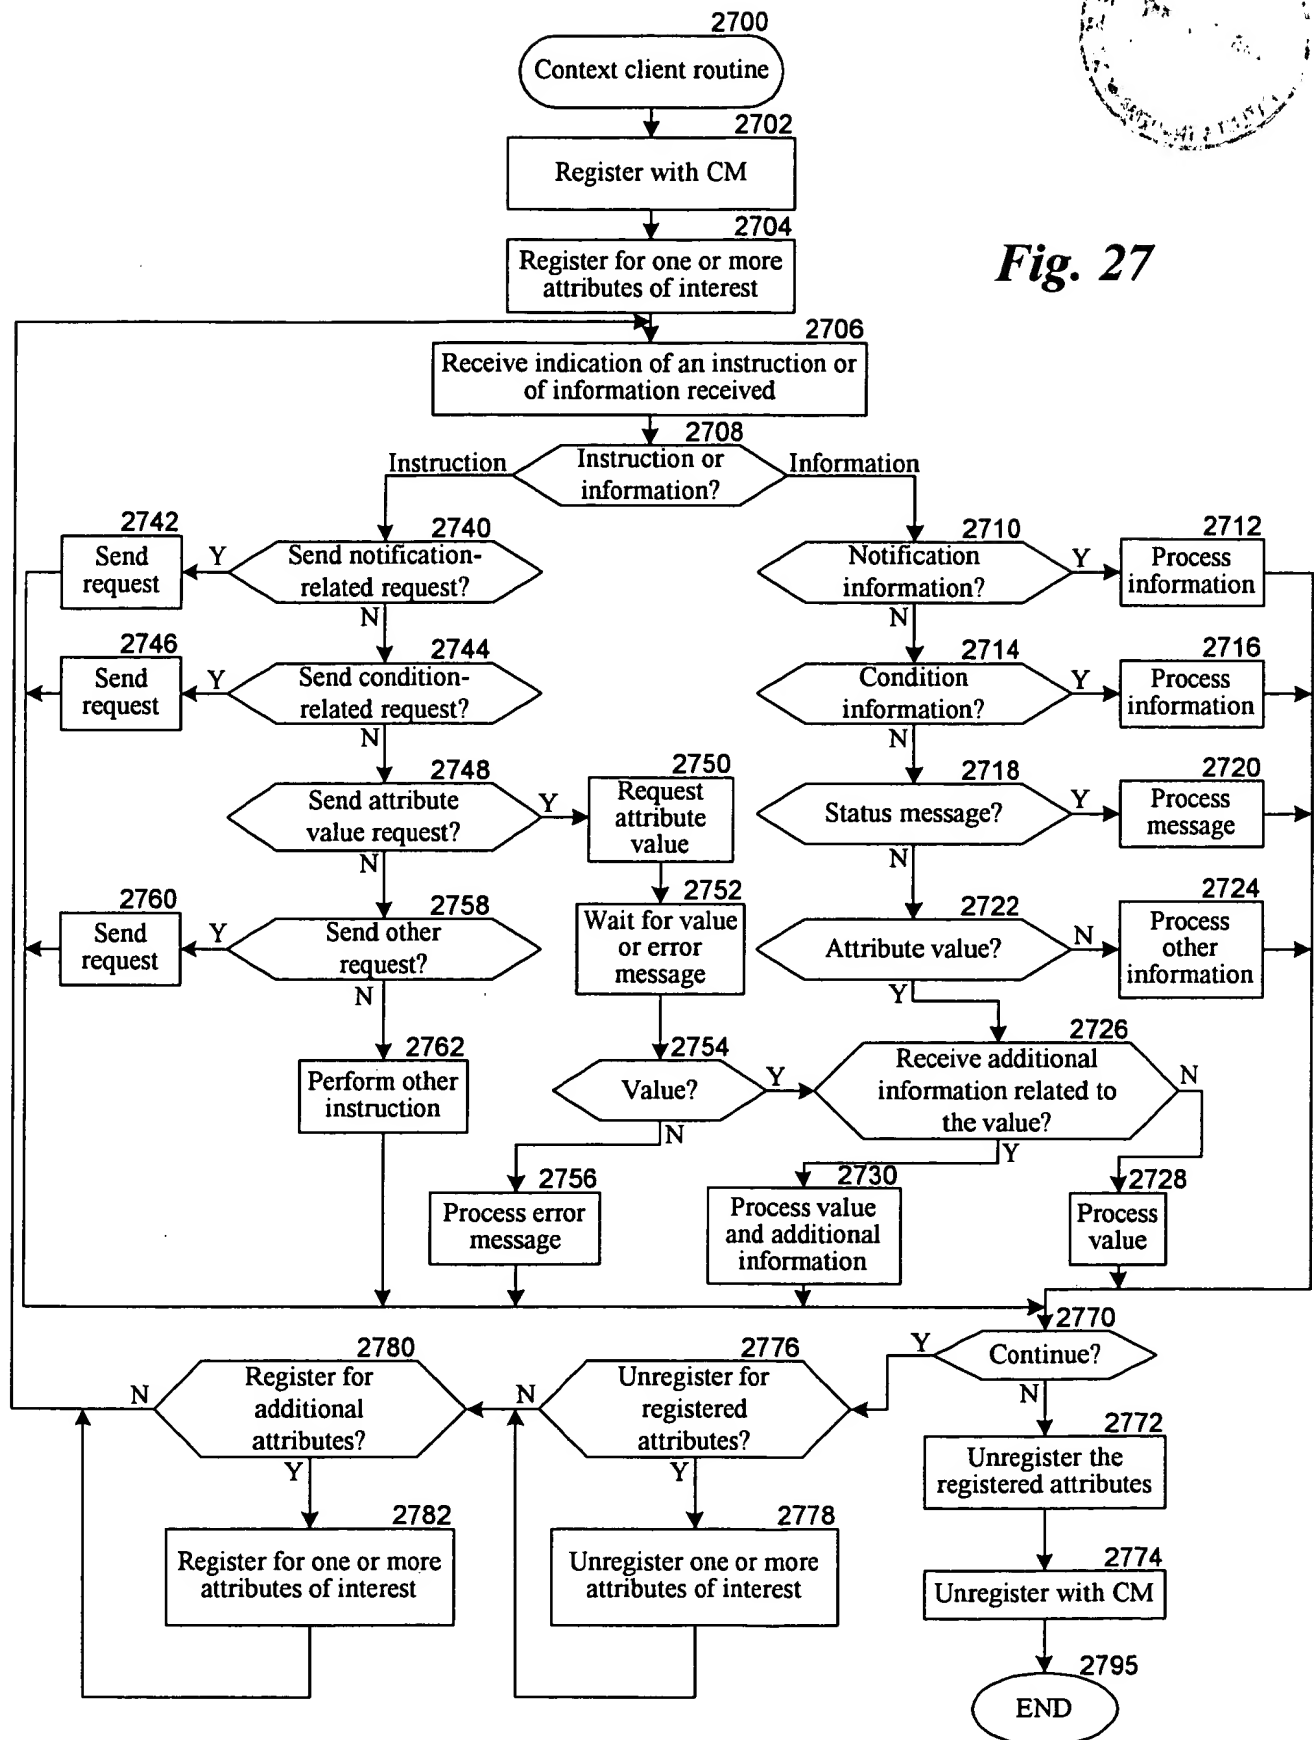 2700
Context client routine
2702
Register with CM
2704
Register for one or more
attributes of interest
Fig. 27
2706
Receive indication of an instruction or
of information received
2708
Instruction
Instruction or
information?
Information
2742
Send
request
Y
2740
Send notification-
related request?
N
2710
Notification
information?
Y
N
2712
Process
information
2746
Send
request
Y
2744
Send condition-
related request?
N
2714
Condition
information?
Y
N
2716
Process
information
2748
Send attribute
value request?
Y
N
2750
Request
attribute
value
2718
Status message?
Y
N
2720
Process
message
2760
Send
request
Y
2758
Send other
request?
N
2752
Wait for value
or error
message
2722
Attribute value?
N
Y
2724
Process
other
information
2762
Perform other
instruction
2754
Value?
Y
N
2726
Receive additional
information related to
the value?
N
Y
2756
Process error
message
2730
Process value
and additional
information
2728
Process
value
2770
Continue?
Y
N
2780
Register for
additional
attributes?
N
Y
2776
Unregister for
registered
attributes?
N
Y
2772
Unregister the
registered attributes
2782
Register for one or more
attributes of interest
2778
Unregister one or more
attributes of interest
2774
Unregister with CM
2795
END